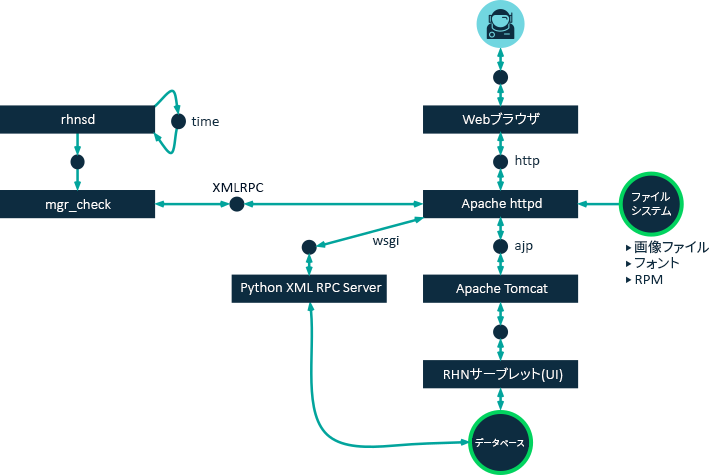 rhnsd
time
Webブラウザ
http
mgr_check
XMLRPC
Apache httpd
ファイル
システム
wsgi
ajp
▶画像ファイル
▶フォント
▶RPM
Python XML RPC Server
Apache Tomcat
RHNサーブレット(UI)
データベース